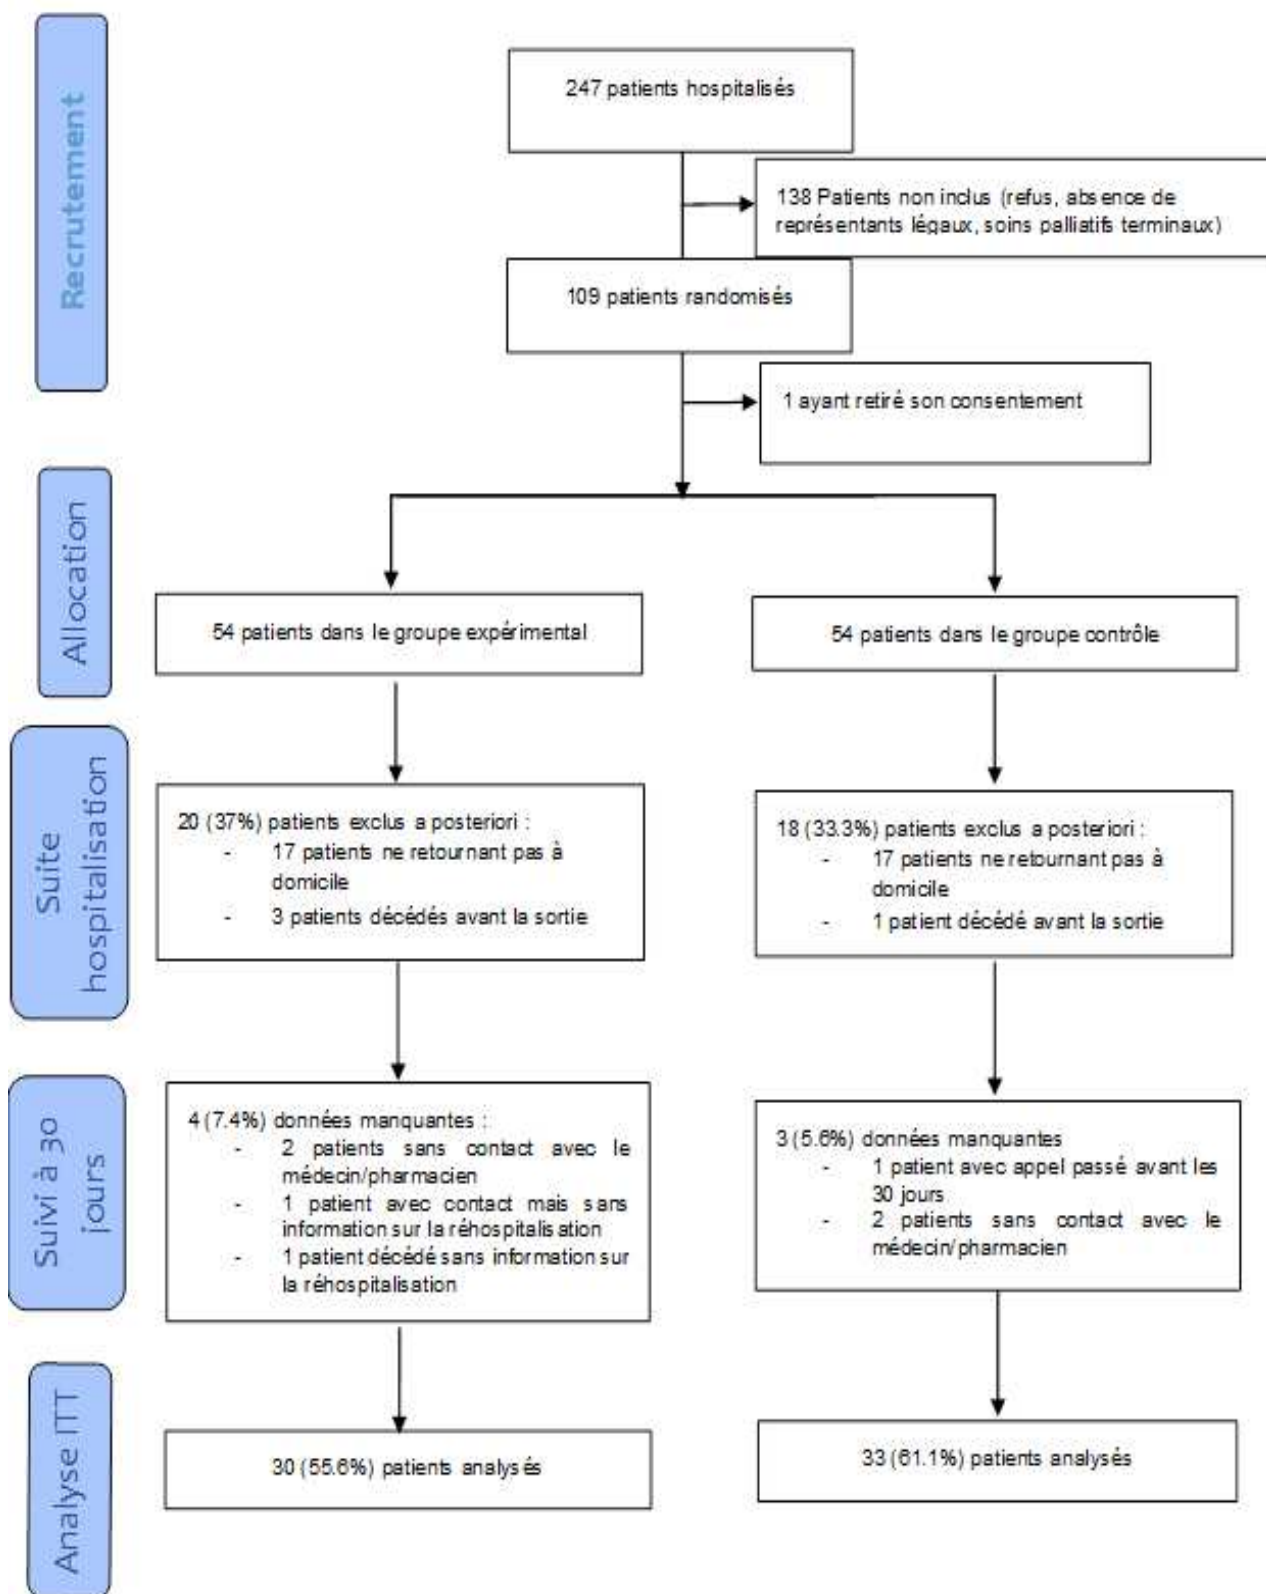 Recrutement
247 patients hospitalisés
138 Patients non inclus (refus, absence de
représentants légaux, soins palliatifs terminaux)
109 patients randomisés
1 ayant retiré son consentement
Allocation
54 patients dans le groupe expérimental
54 patients dans le groupe contrôle
Suite
hospitalisation
20 (37%) patients exclus a posteriori :
- 17 patients ne retournant pas à
domicile
- 3 patients décédés avant la sortie
18 (33.3%) patients exclus a posteriori :
- 17 patients ne retournant pas à
domicile
- 1 patient décédé avant la sortie
Suivi à 30
jours
4 (7.4%) données manquantes :
- 2 patients sans contact avec le
médecin/pharmacien
- 1 patient avec contact mais sans
information sur la réhospitalisation
- 1 patient décédé sans information sur
la réhospitalisation
3 (5.6%) données manquantes
- 1 patient avec appel passé avant les
30 jours
- 2 patients sans contact avec le
médecin/pharmacien
Analyse ITT
30 (55.6%) patients analysés
33 (61.1%) patients analysés